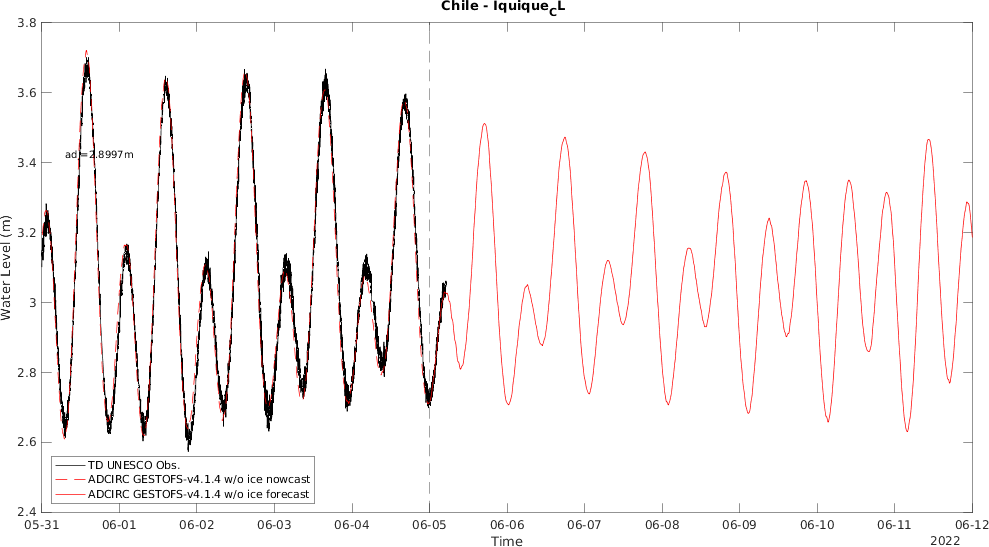 Chile - Iquique_CL
3.8
3.6
3.4
3.2
3
2.8
2.6
2.4
Water Level (m)
adj=2.8997m
TD UNESCO Obs.
ADCIRC GESTOFS-v4.1.4 w/o ice nowcast
ADCIRC GESTOFS-v4.1.4 w/o ice forecast
05-31 06-01 06-02 06-03 06-04 06-05 06-06 06-07 06-08 06-09 06-10 06-11 06-12
Time
2022